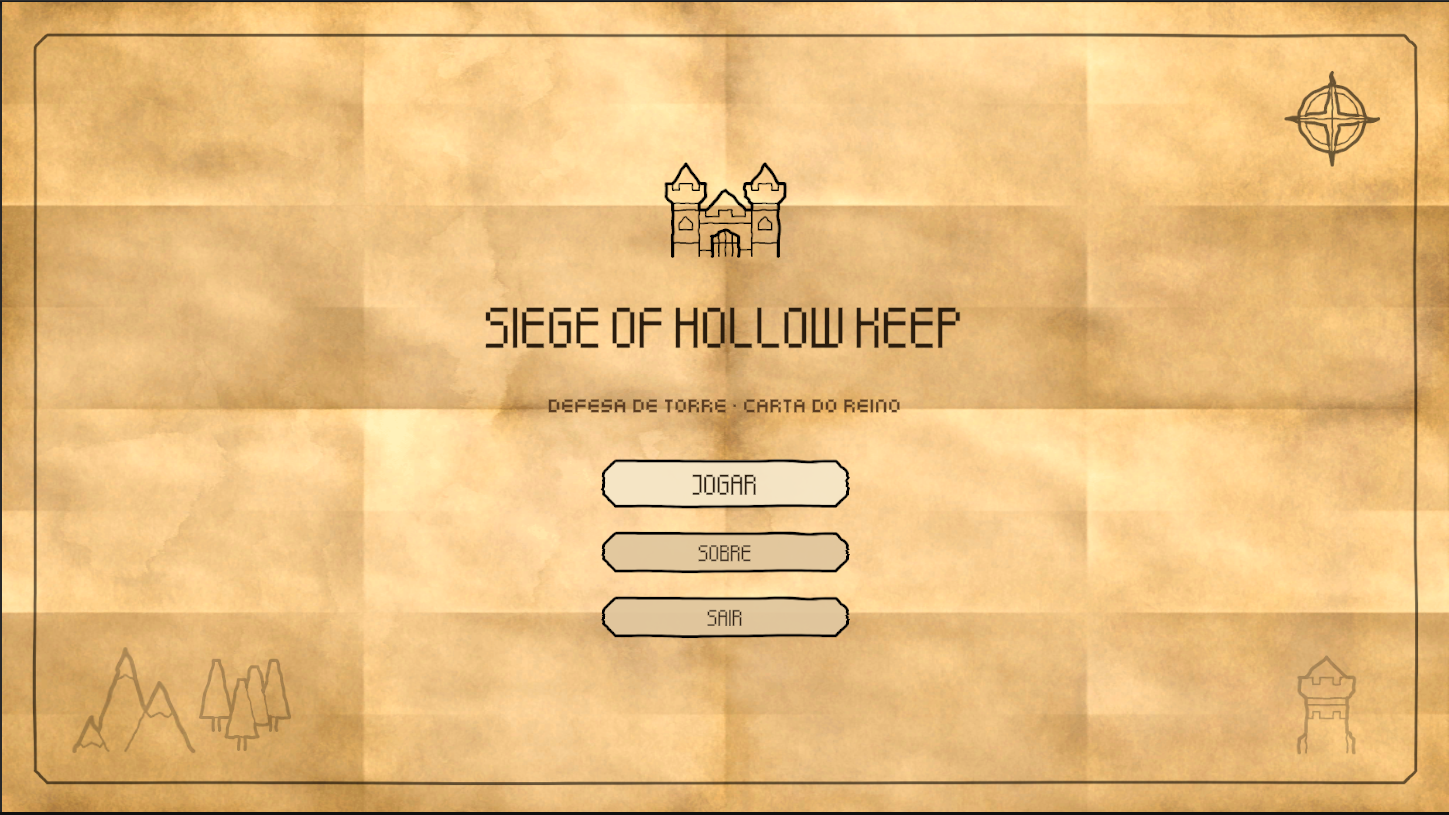 SIEGE OF HOLLOW KEEP
DEFESA DE TORRE · CARTA DO REINO
JOGAR
SOBRE
SAIR